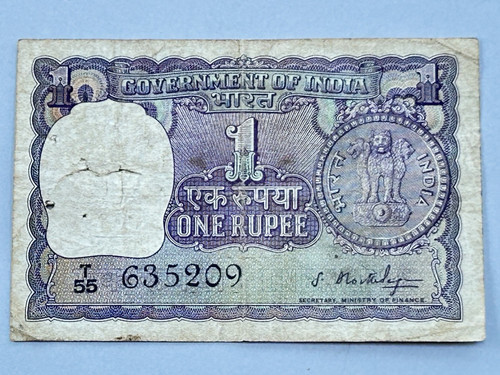 1 GOVERNMENT OF INDIA 1
भारत
1
एक रुपया
ONE RUPEE
भारत INDIA
T/55 635209
SECRETARY, MINISTRY OF FINANCE.